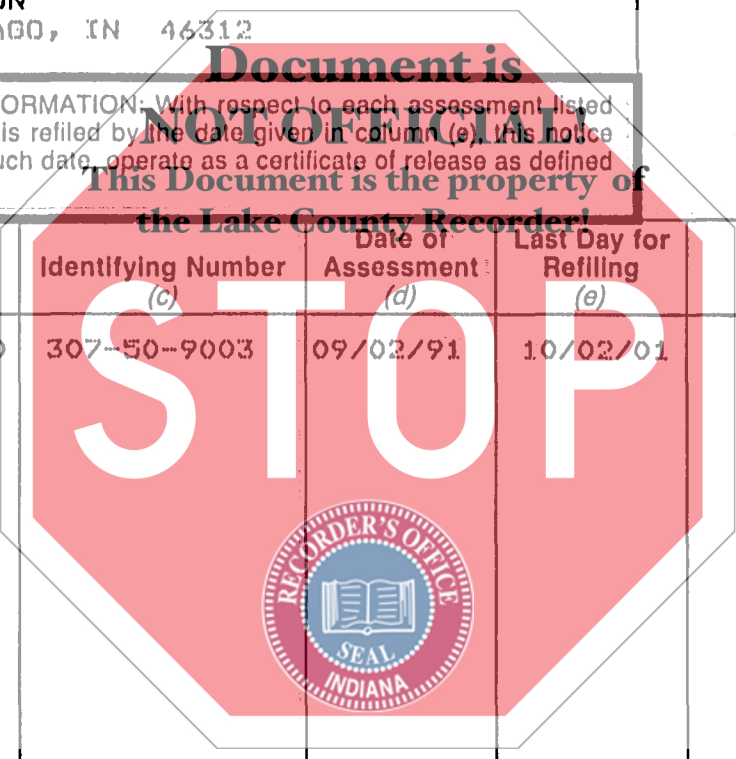 ON
AGO, IN 46312
Document is
ORMATION: With respect to each assessment listed
NOT OFFICIAL!
is refiled by the date given in column (e), this notice
uch date, operate as a certificate of release as defined
This Document is the property of
the Lake County Recorder!
Identifying Number
(c)
Date of
Assessment
(d)
Last Day for
Refiling
(e)
307-50-9003 09/02/91 10/02/01
STOP
RECORDER'S OFFICE
SEAL
INDIANA